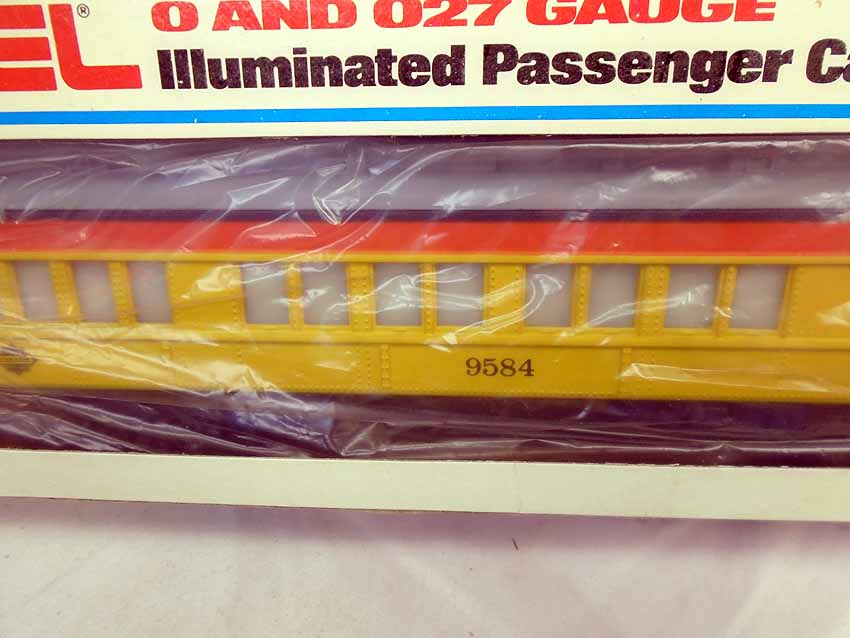 EL® O AND O27 GAUGE
Illuminated Passenger Ca
9584